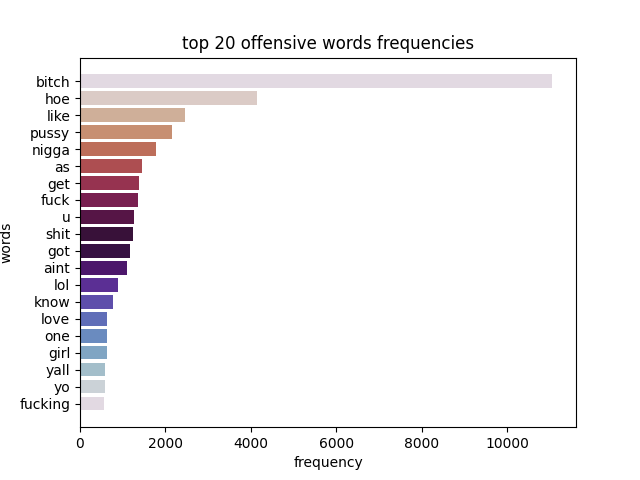 top 20 offensive words frequencies
words
bitch
hoe
like
pussy
nigga
as
get
fuck
u
shit
got
aint
lol
know
love
one
girl
yall
yo
fucking
0 2000 4000 6000 8000 10000
frequency